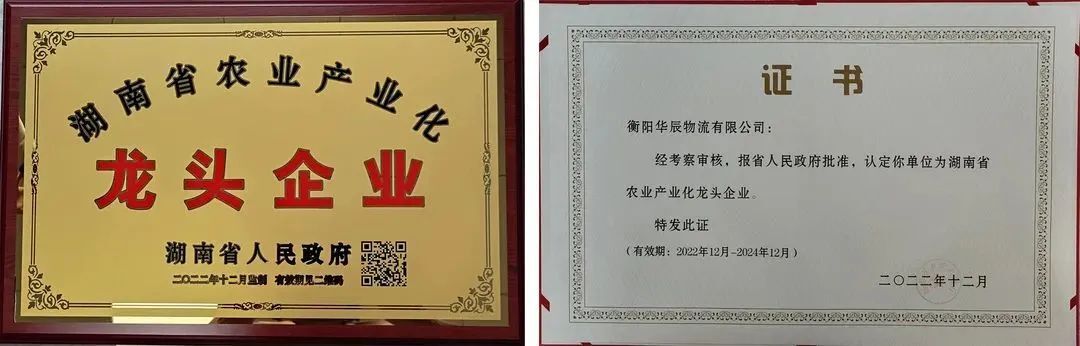 湖南省农业产业化
龙头企业
湖南省人民政府
二〇二二年十二月监制 有效期见二维码
证书
衡阳华辰物流有限公司：
经考察审核，报省人民政府批准，认定你单位为湖南省
农业产业化龙头企业。
特发此证
（有效期：2022年12月-2024年12月）
二〇二二年十二月